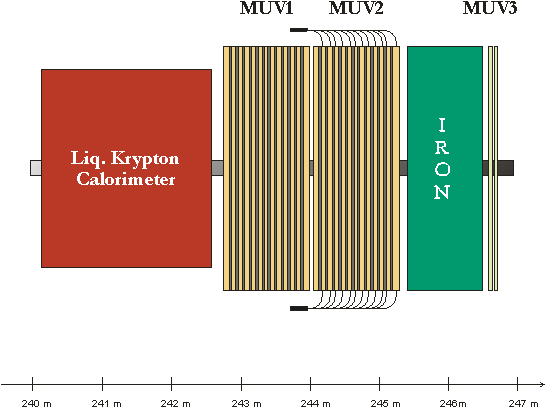 MUV1 MUV2 MUV3
Liq. Krypton
Calorimeter
I
R
O
N
240 m 241 m 242 m 243 m 244 m 245 m 246m 247 m